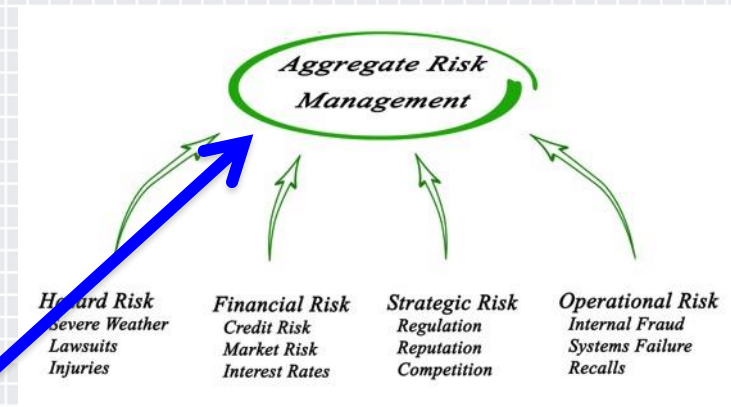 Aggregate Risk
Management
Hazard Risk
Severe Weather
Lawsuits
Injuries
Financial Risk
Credit Risk
Market Risk
Interest Rates
Strategic Risk
Regulation
Reputation
Competition
Operational Risk
Internal Fraud
Systems Failure
Recalls